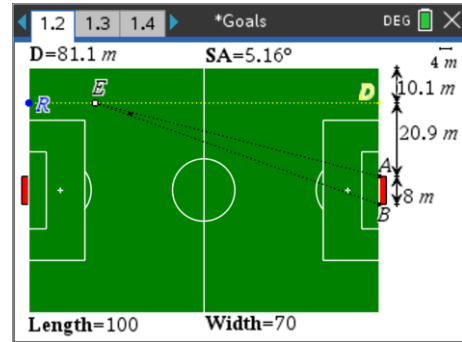 1.2 1.3 1.4 *Goals DEG
D=81.1 m SA=5.16º
4 m
E
R
D
10.1 m
20.9 m
A
8 m
B
Length=100 Width=70